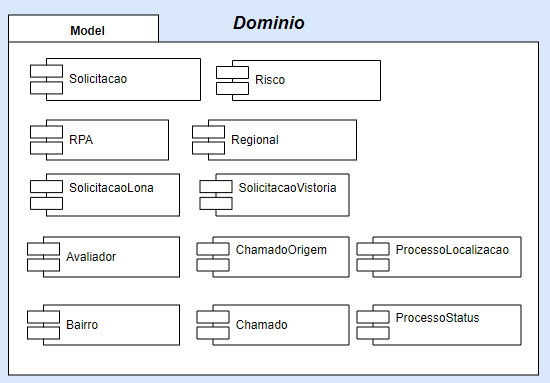 Dominio
Model
Solicitacao
Risco
RPA
Regional
SolicitacaoLona
SolicitacaoVistoria
Avaliador
ChamadoOrigem
ProcessoLocalizacao
Bairro
Chamado
ProcessoStatus